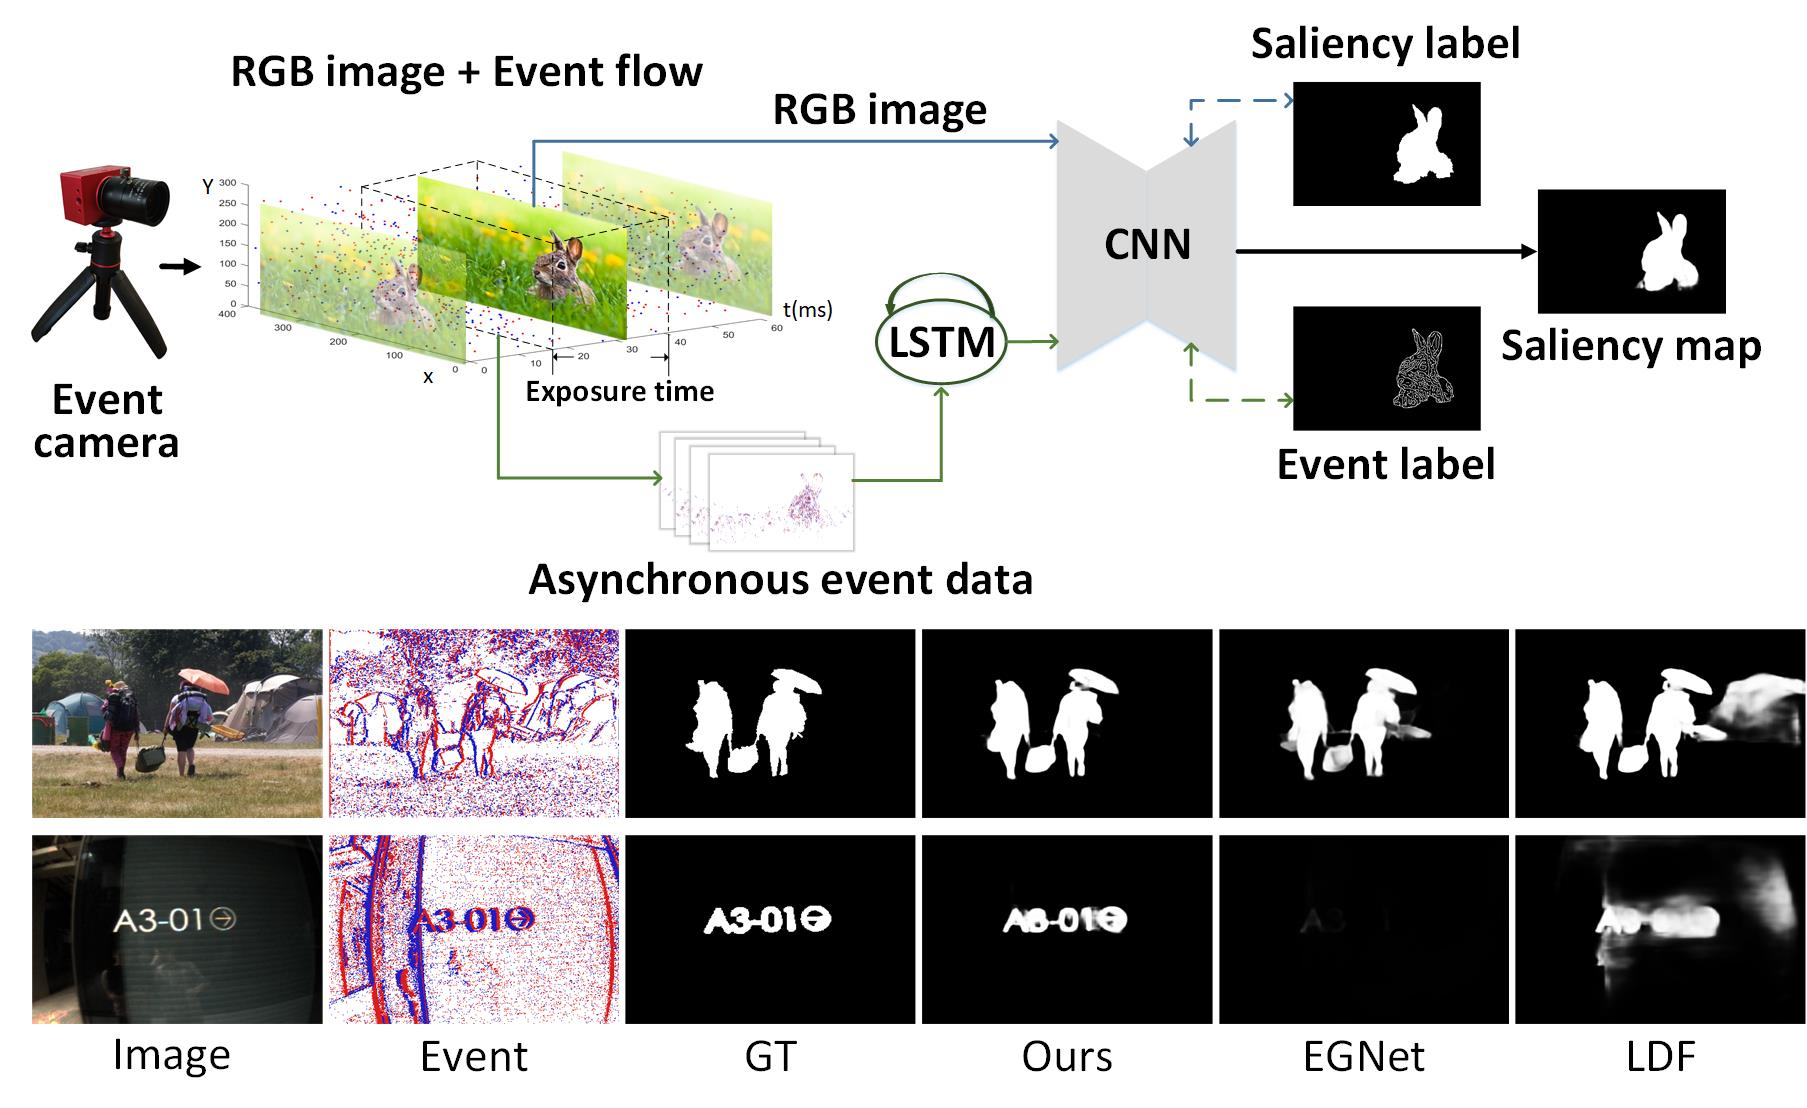 Saliency label
RGB image + Event flow
RGB image
Y
300
250
200
150
100
50
0
400
300
200
100
0
x
0
10
20
30
40
50
60
t(ms)
Exposure time
Event
camera
LSTM
CNN
Saliency map
Event label
Asynchronous event data
A3-01
A3-01
A3-01
A3-01
A3
A3
Image
Event
GT
Ours
EGNet
LDF